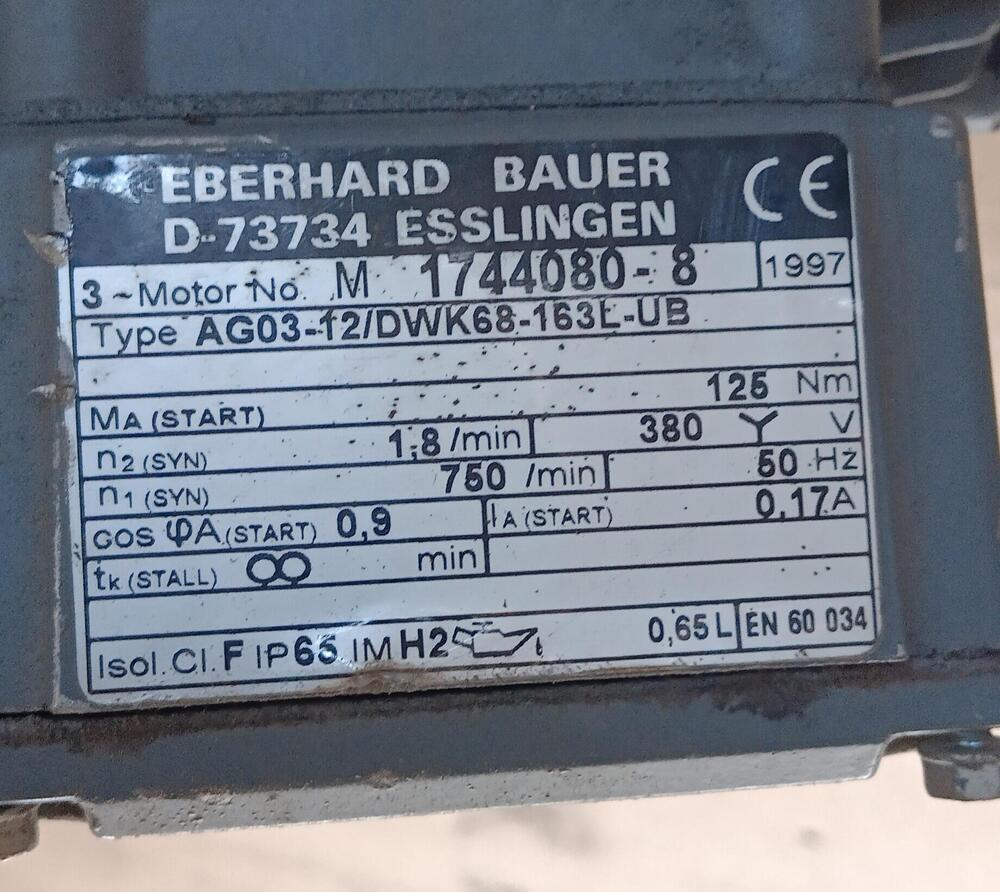 EBERHARD BAUER
D-73734 ESSLINGEN
CE
3~Motor No. M 1744080-8 1997
Type AG03-12/DWK68-163L-UB
MA (START) 125 Nm
n2 (SYN) 1,8 /min 380 Y V
n1 (SYN) 750 /min 50 Hz
cos φA (START) 0,9 IA (START) 0,17 A
tk (STALL) ∞ min
Isol.Cl. F IP 65 IM H2 0,65 L EN 60 034